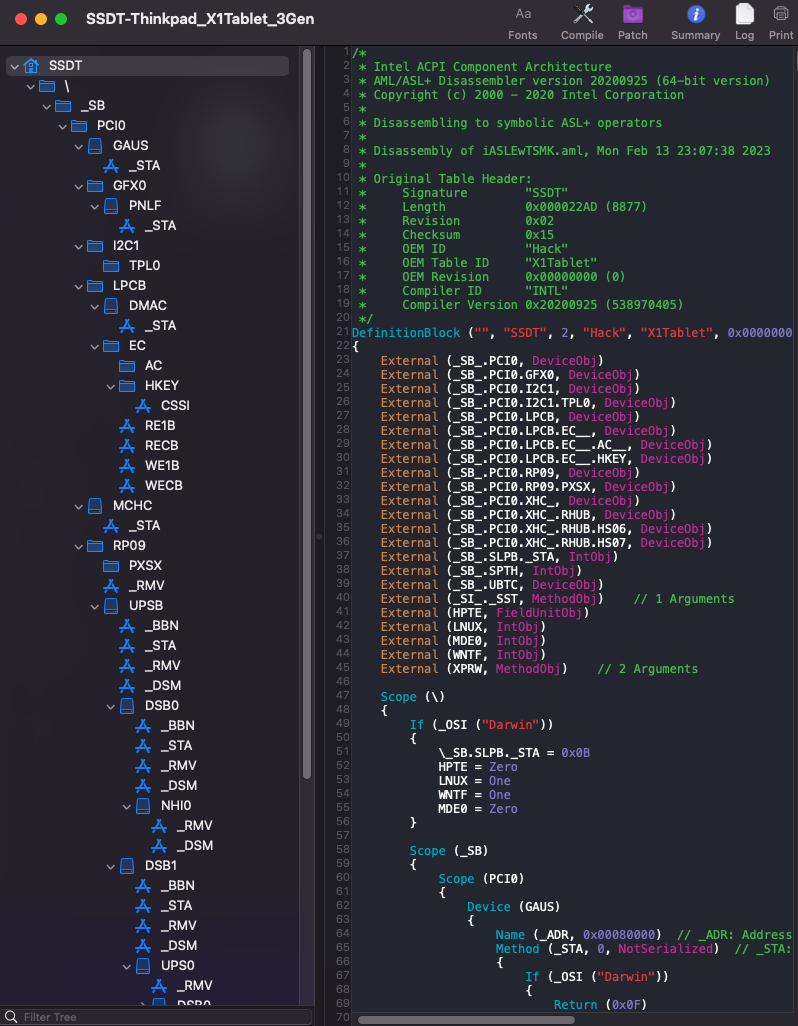 SSDT-Thinkpad_X1Tablet_3Gen
Aa
Fonts
Compile
Patch
Summary
Log
Print
SSDT
\
_SB
PCI0
GAUS
_STA
GFX0
PNLF
_STA
I2C1
TPL0
LPCB
DMAC
_STA
EC
AC
HKEY
CSSI
RE1B
RECB
WE1B
WECB
MCHC
_STA
RP09
PXSX
_RMV
UPSB
_BBN
_STA
_RMV
_DSM
DSB0
_BBN
_STA
_RMV
_DSM
NHI0
_RMV
_DSM
DSB1
_BBN
_STA
_RMV
_DSM
UPS0
_RMV
DSB0
Filter Tree
1 /*
2 * Intel ACPI Component Architecture
3 * AML/ASL+ Disassembler version 20200925 (64-bit version)
4 * Copyright (c) 2000 - 2020 Intel Corporation
5 *
6 * Disassembling to symbolic ASL+ operators
7 *
8 * Disassembly of iASLEwTSMK.aml, Mon Feb 13 23:07:38 2023
9 *
10 * Original Table Header:
11 *     Signature        "SSDT"
12 *     Length           0x000022AD (8877)
13 *     Revision         0x02
14 *     Checksum         0x15
15 *     OEM ID           "Hack"
16 *     OEM Table ID     "X1Tablet"
17 *     OEM Revision     0x00000000 (0)
18 *     Compiler ID      "INTL"
19 *     Compiler Version 0x20200925 (538970405)
20 */
21 DefinitionBlock ("", "SSDT", 2, "Hack", "X1Tablet", 0x0000000
22 {
23     External (_SB_.PCI0, DeviceObj)
24     External (_SB_.PCI0.GFX0, DeviceObj)
25     External (_SB_.PCI0.I2C1, DeviceObj)
26     External (_SB_.PCI0.I2C1.TPL0, DeviceObj)
27     External (_SB_.PCI0.LPCB, DeviceObj)
28     External (_SB_.PCI0.LPCB.EC__, DeviceObj)
29     External (_SB_.PCI0.LPCB.EC__.AC__, DeviceObj)
30     External (_SB_.PCI0.LPCB.EC__.HKEY, DeviceObj)
31     External (_SB_.PCI0.RP09, DeviceObj)
32     External (_SB_.PCI0.RP09.PXSX, DeviceObj)
33     External (_SB_.PCI0.XHC_, DeviceObj)
34     External (_SB_.PCI0.XHC_.RHUB, DeviceObj)
35     External (_SB_.PCI0.XHC_.RHUB.HS06, DeviceObj)
36     External (_SB_.PCI0.XHC_.RHUB.HS07, DeviceObj)
37     External (_SB_.SLPB._STA, IntObj)
38     External (_SB_.SPTH, IntObj)
39     External (_SB_.UBTC, DeviceObj)
40     External (_SI_._SST, MethodObj)    // 1 Arguments
41     External (HPTE, FieldUnitObj)
42     External (LNUX, IntObj)
43     External (MDE0, IntObj)
44     External (WNTF, IntObj)
45     External (XPRW, MethodObj)    // 2 Arguments
46
47     Scope (\)
48     {
49         If (_OSI ("Darwin"))
50         {
51             \_SB.SLPB._STA = 0x0B
52             HPTE = Zero
53             LNUX = One
54             WNTF = One
55             MDE0 = Zero
56         }
57
58         Scope (_SB)
59         {
60             Scope (PCI0)
61             {
62                 Device (GAUS)
63                 {
64                     Name (_ADR, 0x00080000)  // _ADR: Address
65                     Method (_STA, 0, NotSerialized)  // _STA:
66                     {
67                         If (_OSI ("Darwin"))
68                         {
69                             Return (0x0F)
70